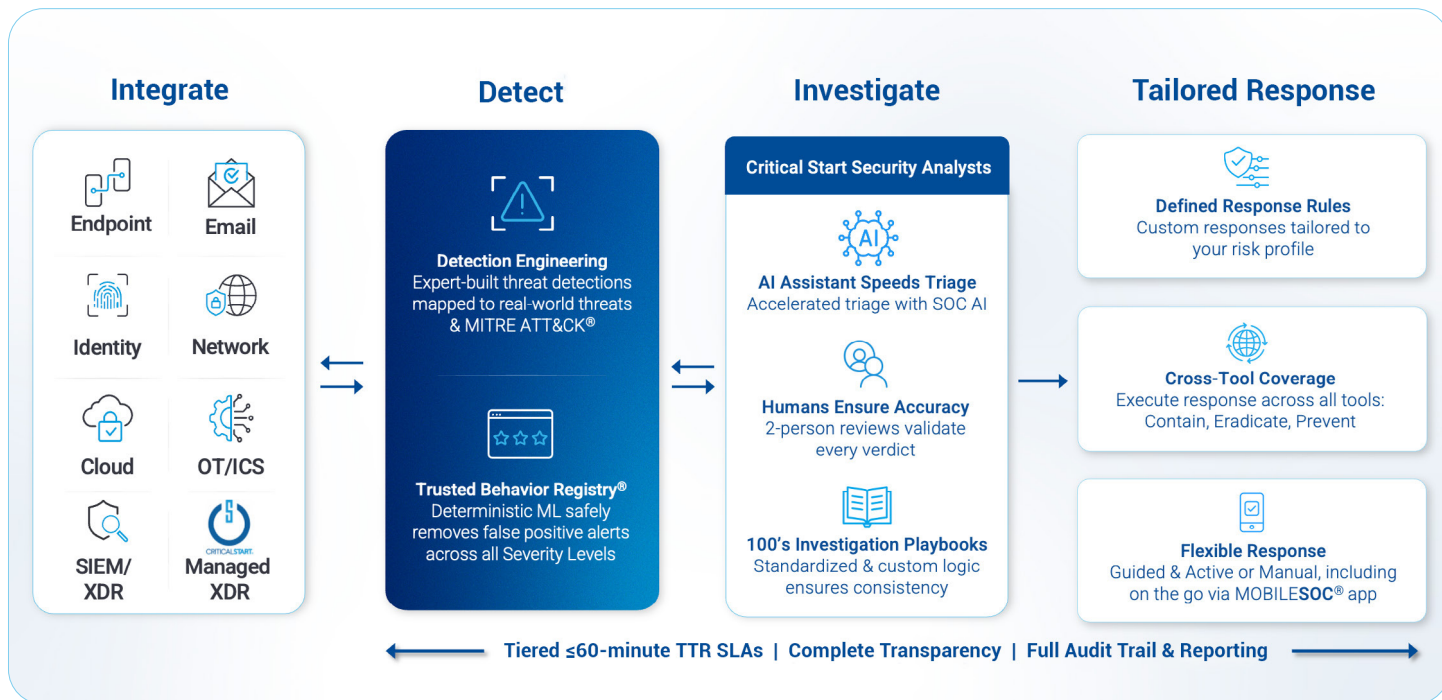 Integrate
Endpoint
Email
Identity
Network
Cloud
OT/ICS
SIEM/
XDR
CRITICALSTART.
Managed
XDR
Detect
Detection Engineering
Expert-built threat detections
mapped to real-world threats
& MITRE ATT&CK®
Trusted Behavior Registry®
Deterministic ML safely
removes false positive alerts
across all Severity Levels
Investigate
Critical Start Security Analysts
AI
AI Assistant Speeds Triage
Accelerated triage with SOC AI
Humans Ensure Accuracy
2-person reviews validate
every verdict
100's Investigation Playbooks
Standardized & custom logic
ensures consistency
Tailored Response
Defined Response Rules
Custom responses tailored to
your risk profile
Cross-Tool Coverage
Execute response across all tools:
Contain, Eradicate, Prevent
Flexible Response
Guided & Active or Manual, including
on the go via MOBILESOC® app
Tiered ≤60-minute TTR SLAs | Complete Transparency | Full Audit Trail & Reporting